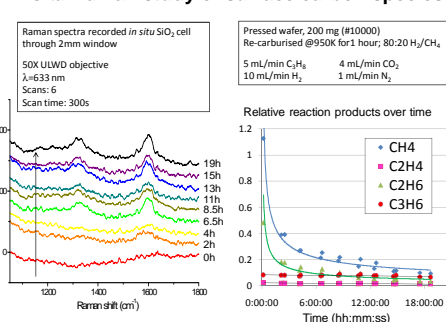 Raman spectra recorded in situ SiO2 cell
through 2mm window
50X ULWD objective
λ=633 nm
Scans: 6
Scan time: 300s
Pressed wafer, 200 mg (#10000)
Re-carburised @950K for1 hour; 80:20 H2/CH4
5 mL/min C3H8 4 mL/min CO2
10 mL/min H2 1 mL/min N2
19h
15h
13h
11h
8.5h
6.5h
4h
2h
0h
1200 1400 1600 1800
Raman shift (cm-1)
Relative reaction products over time
1.2
1
0.8
0.6
0.4
0.2
0
CH4
C2H4
C2H6
C3H6
0:00:00 6:00:00 12:00:00 18:00:00
Time (hh:mm:ss)